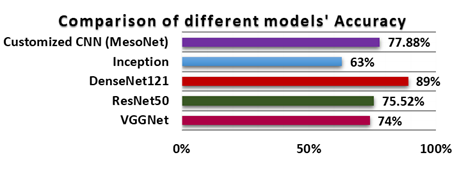 Comparison of different models' Accuracy
Customized CNN (MesoNet) 77.88%
Inception 63%
DenseNet121 89%
ResNet50 75.52%
VGGNet 74%
0% 50% 100%